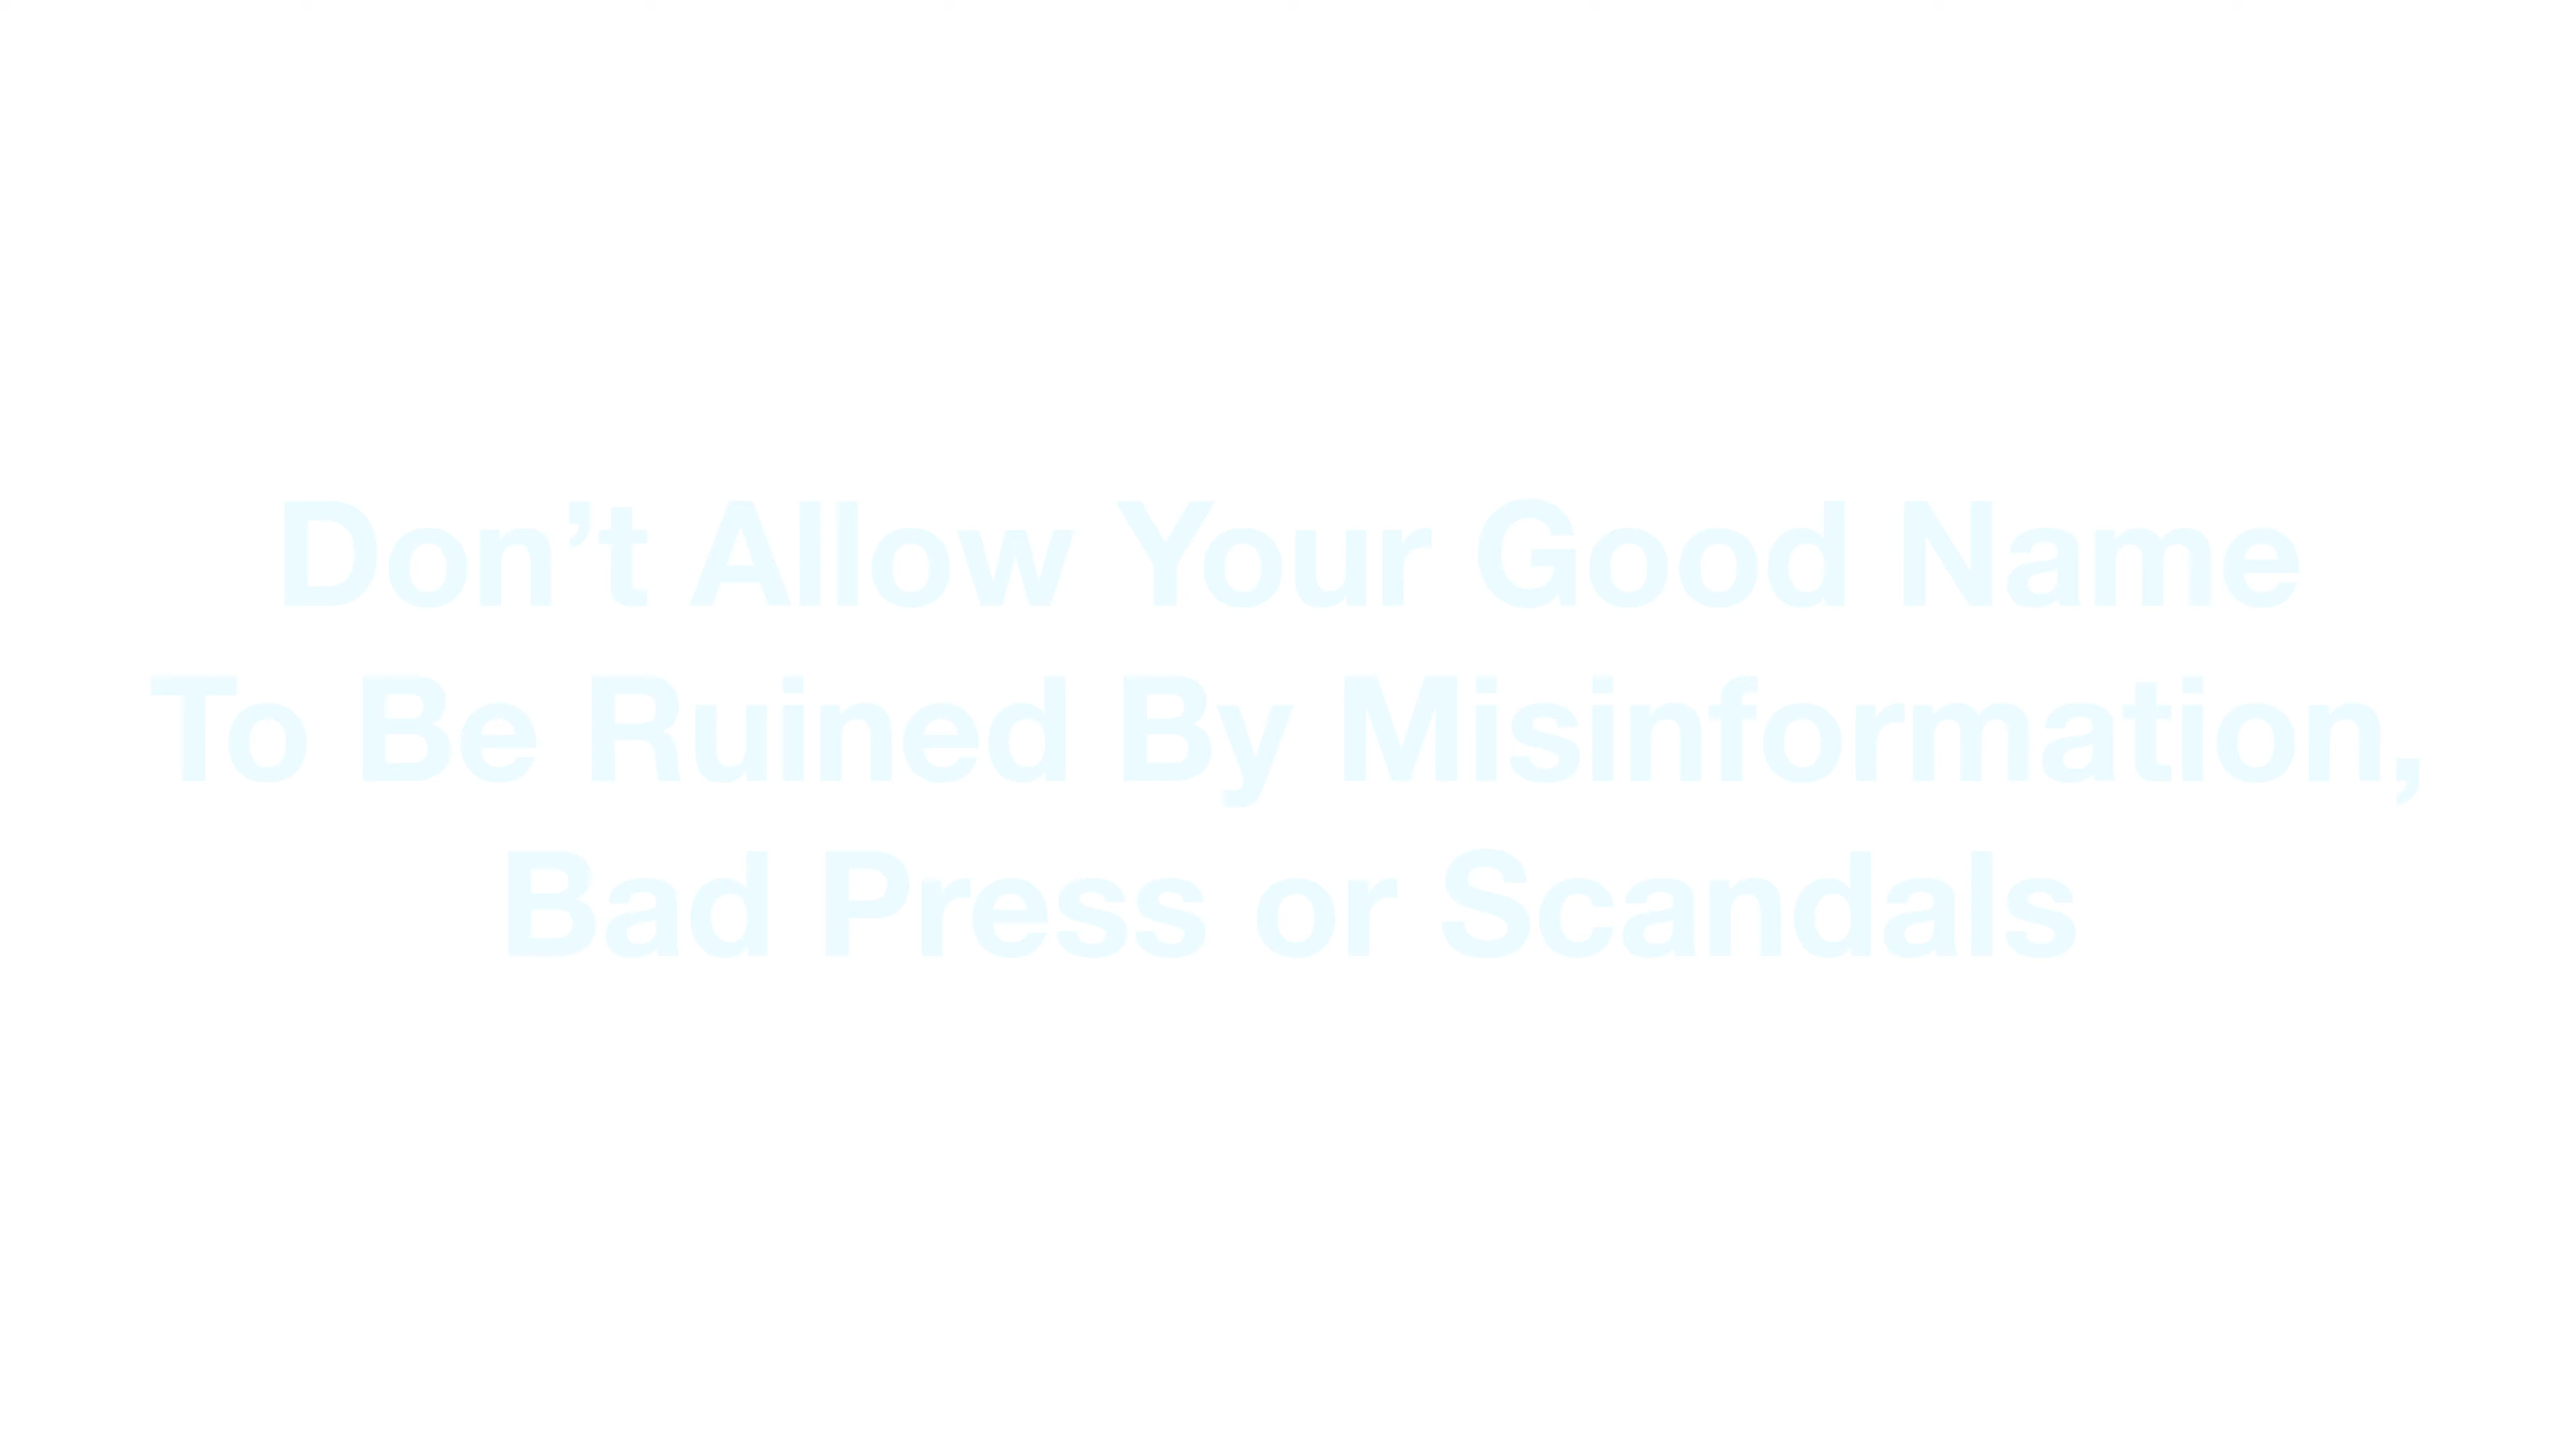 Don’t Allow Your Good Name
To Be Ruined By Misinformation,
Bad Press or Scandals